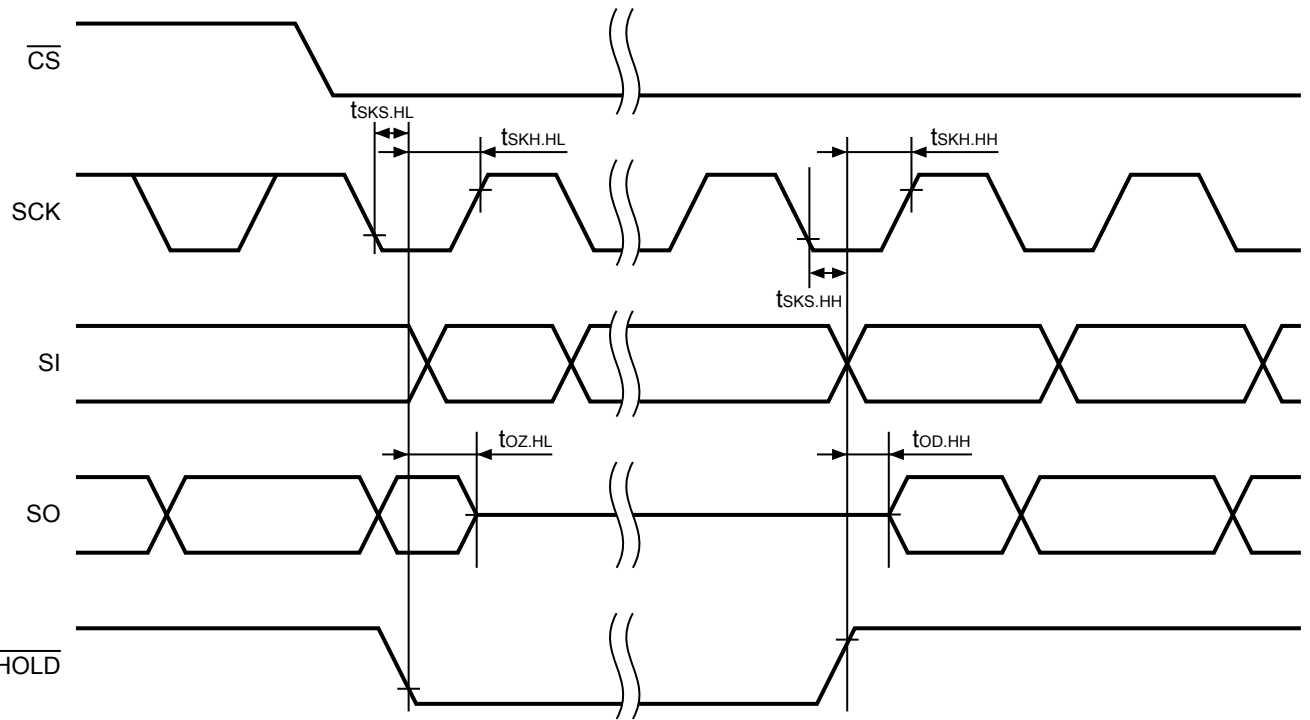 CS
tSKS.HL
tSKH.HL
tSKH.HH
SCK
tSKS.HH
SI
tOZ.HL
tOD.HH
SO
HOLD